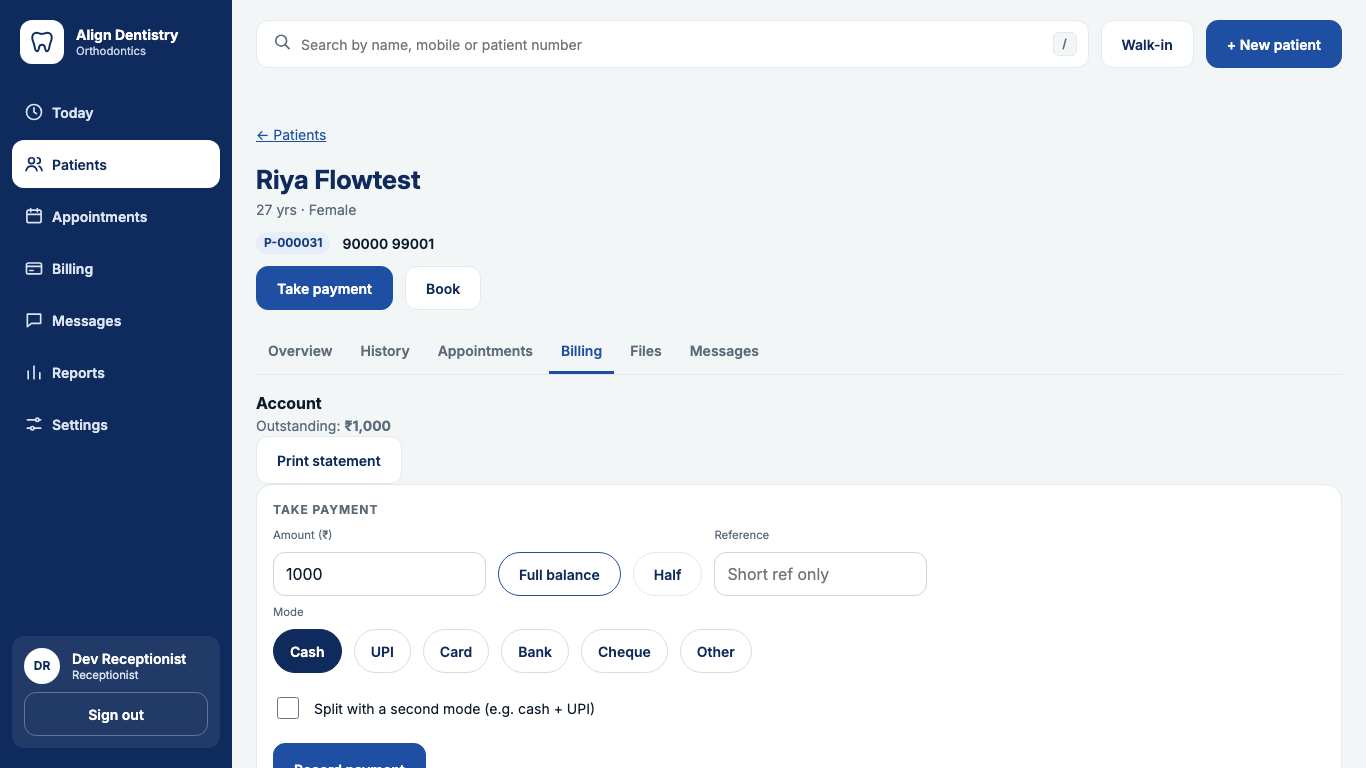 Align Dentistry
Orthodontics
Search by name, mobile or patient number
/
Walk-in
+ New patient
Today
Patients
Appointments
Billing
Messages
Reports
Settings
← Patients
Riya Flowtest
27 yrs · Female
P-000031 90000 99001
Take payment
Book
Overview
History
Appointments
Billing
Files
Messages
Account
Outstanding: ₹1,000
Print statement
TAKE PAYMENT
Amount (₹)
Reference
1000
Full balance
Half
Short ref only
Mode
Cash
UPI
Card
Bank
Cheque
Other
Split with a second mode (e.g. cash + UPI)
Record payment
DR
Dev Receptionist
Receptionist
Sign out